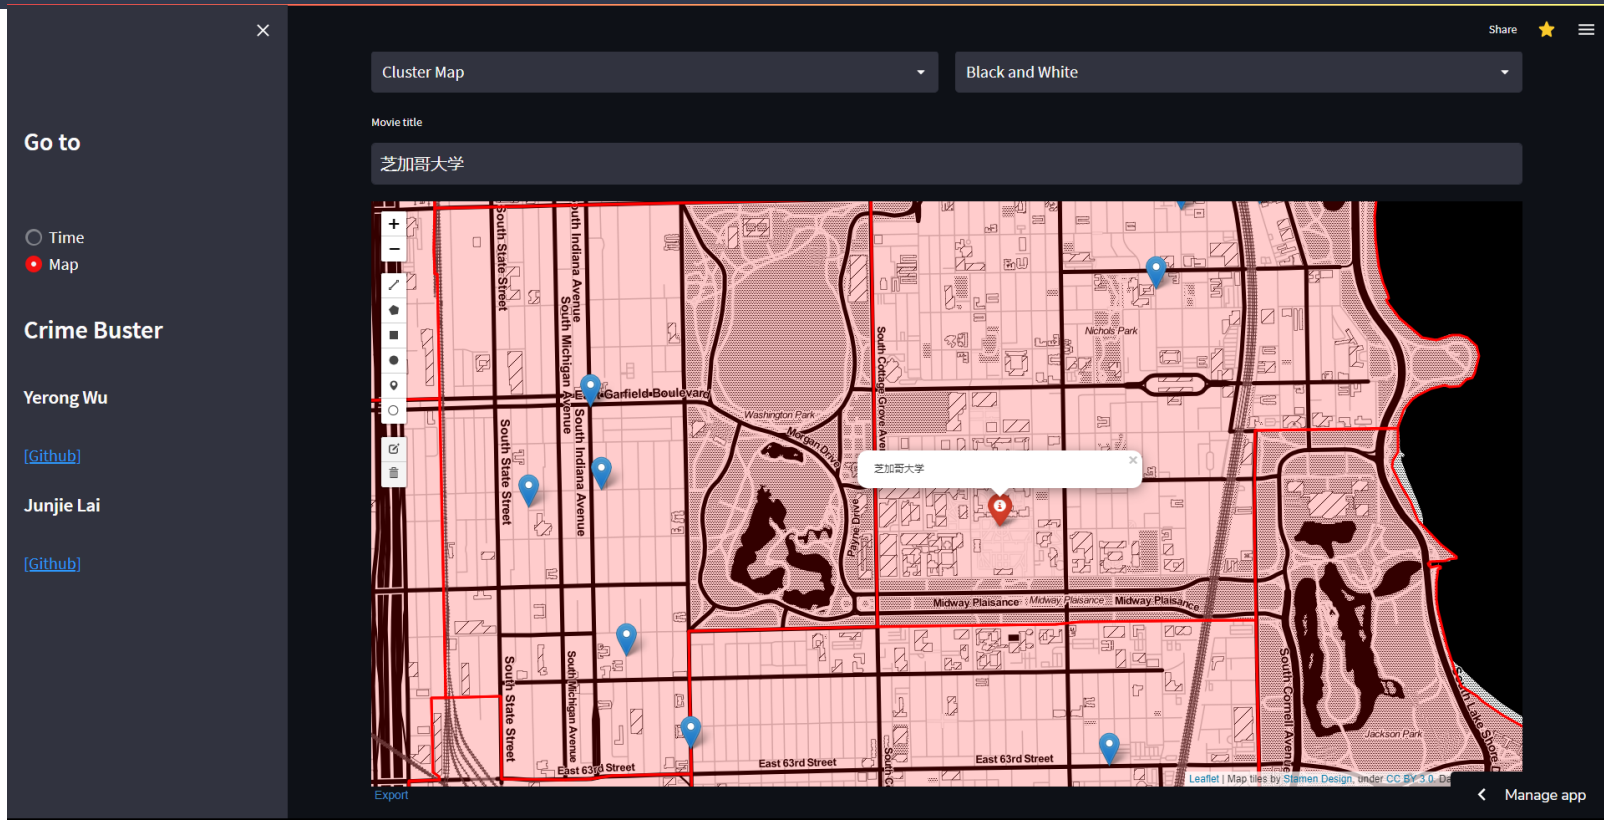 Share
Go to
Time
Map
Crime Buster
Yerong Wu
[Github]
Junjie Lai
[Github]
Cluster Map
Black and White
Movie title
芝加哥大学
+
−
South State Street
South Indiana Avenue
South Michigan Avenue
South Cottage Grove Ave
Nichols Park
Garfield Boulevard
Washington Park
Morgan Drive
South State Street
South Indiana Avenue
芝加哥大学
×
Payne Drive
Midway Plaisance
Midway Plaisance
Midway Plaisance
South State Street
South Michigan Avenue
South Cornell Avenue
South Lake Shore D
Jackson Park
East 63rd Street
East 63rd Street
East 63rd Street
South C
Leaflet | Map tiles by Stamen Design, under CC BY 3.0. Da
Export
Manage app